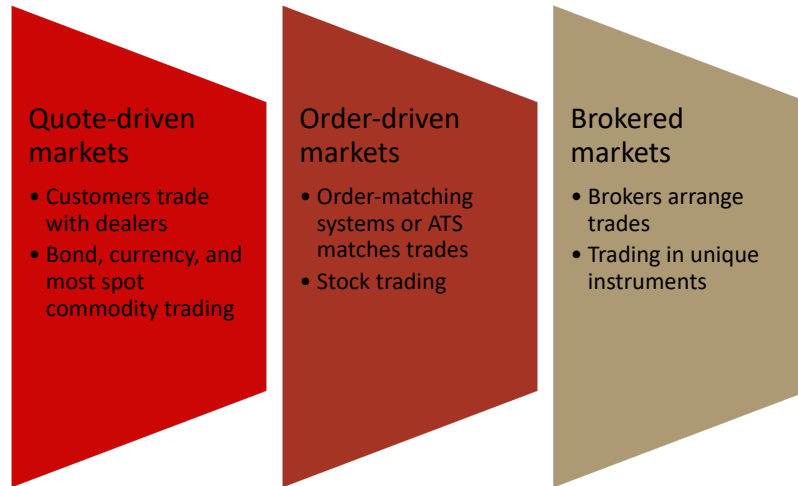 Quote-driven
markets
• Customers trade
with dealers
• Bond, currency, and
most spot
commodity trading
Order-driven
markets
• Order-matching
systems or ATS
matches trades
• Stock trading
Brokered
markets
• Brokers arrange
trades
• Trading in unique
instruments